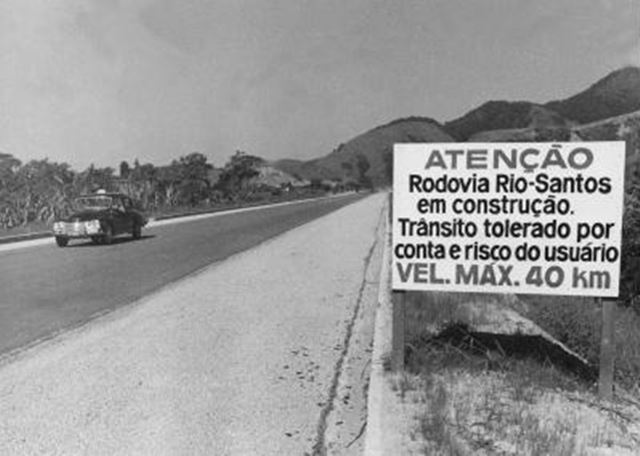 ATENÇÃO
Rodovia Rio-Santos
em construção.
Trânsito tolerado por
conta e risco do usuário
VEL. MÁX. 40 km